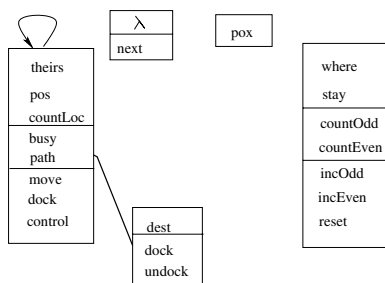 theirs
pos
countLoc
busy
path
move
dock
control
λ
next
pox
dest
dock
undock
where
stay
countOdd
countEven
incOdd
incEven
reset